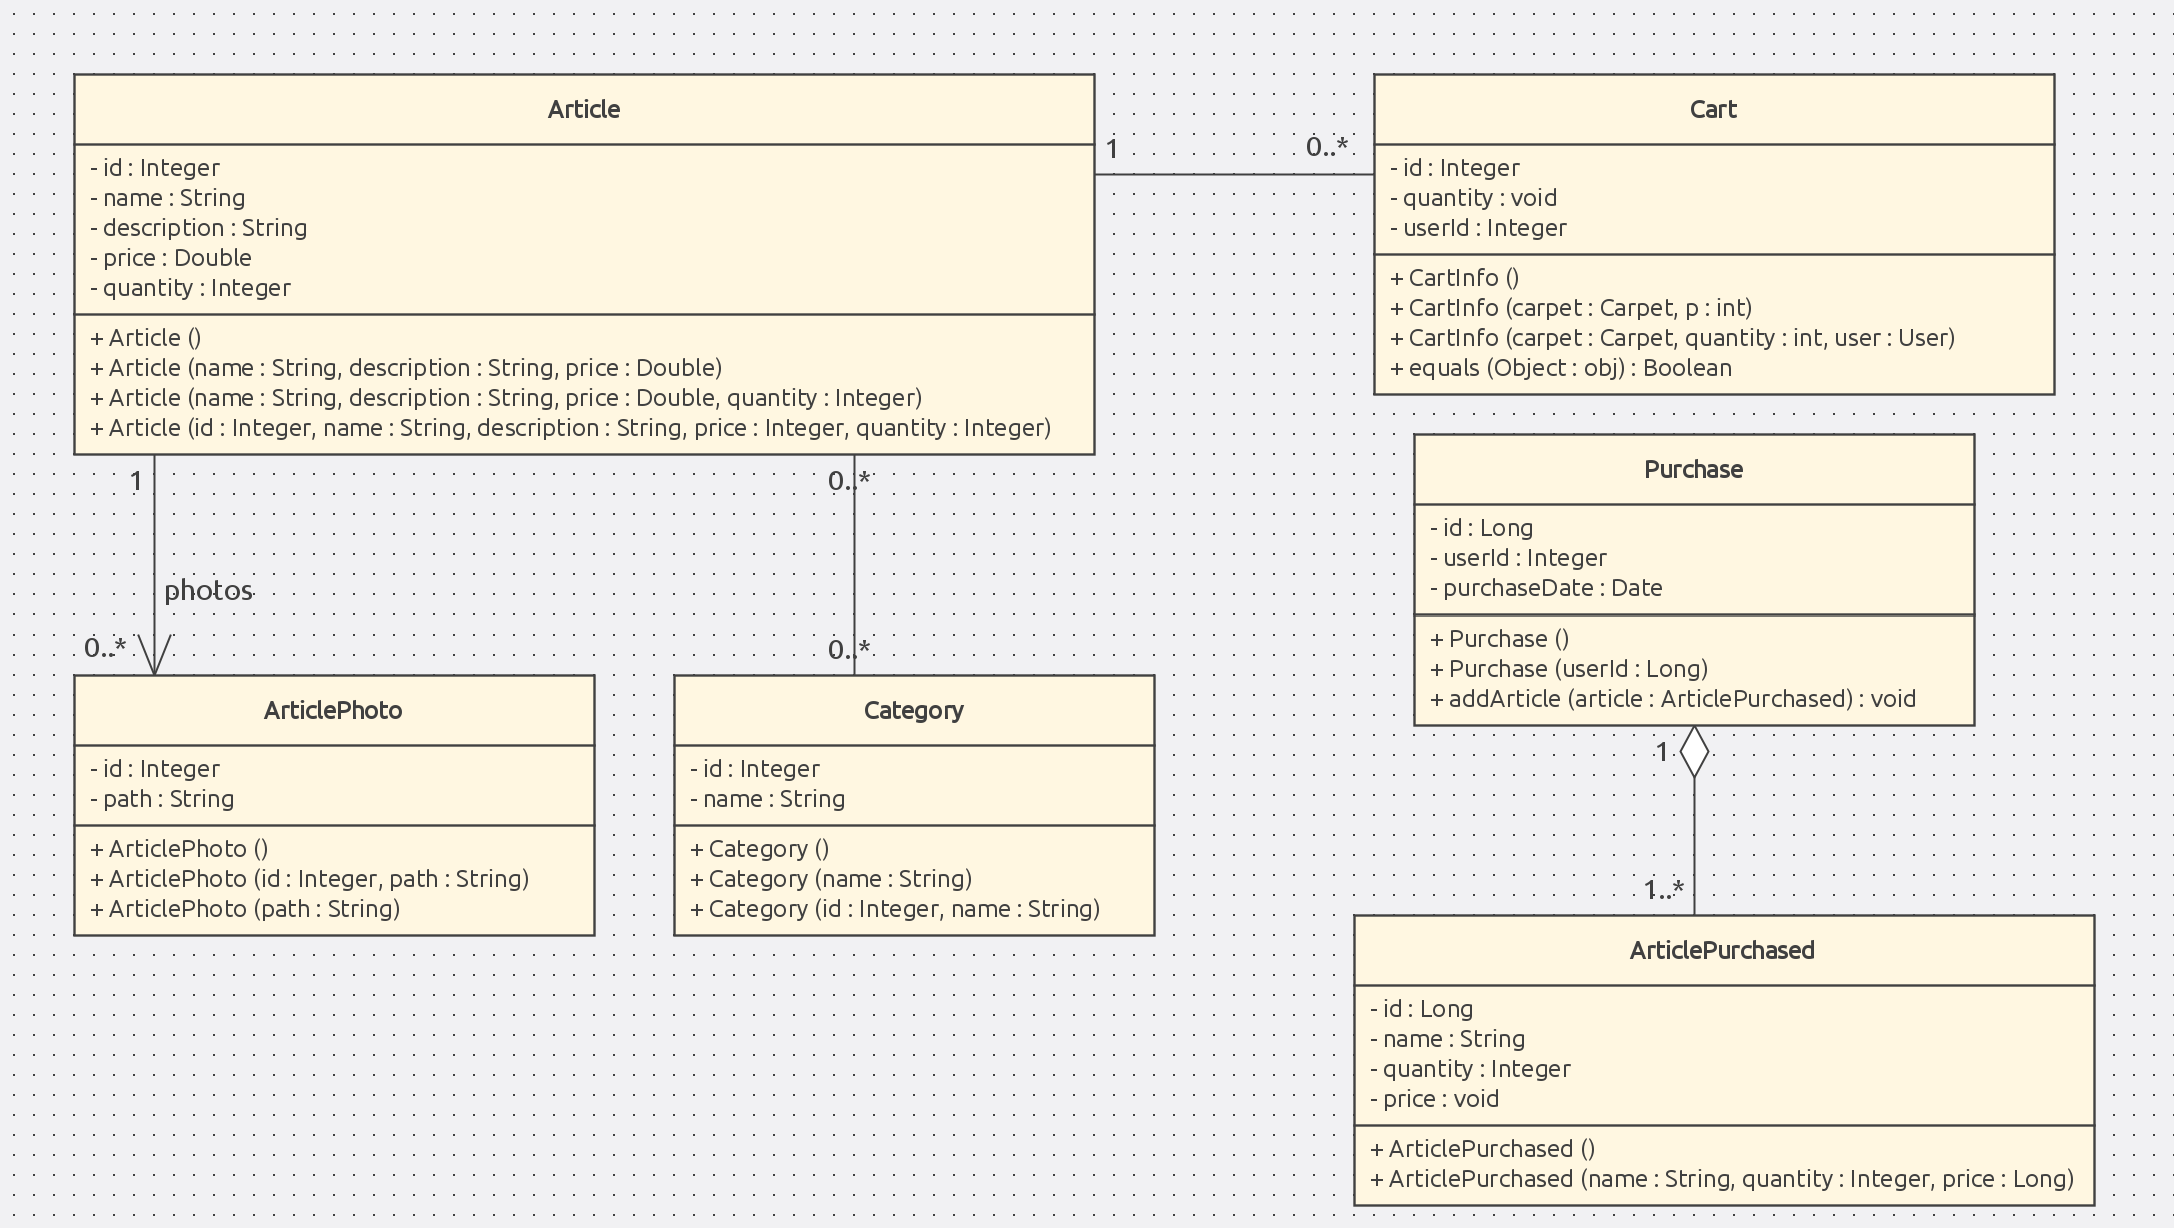 Article
- id : Integer
- name : String
- description : String
- price : Double
- quantity : Integer
+ Article ()
+ Article (name : String, description : String, price : Double)
+ Article (name : String, description : String, price : Double, quantity : Integer)
+ Article (id : Integer, name : String, description : String, price : Integer, quantity : Integer)
1
0..*
Cart
- id : Integer
- quantity : void
- userId : Integer
+ CartInfo ()
+ CartInfo (carpet : Carpet, p : int)
+ CartInfo (carpet : Carpet, quantity : int, user : User)
+ equals (Object : obj) : Boolean
1
photos
0..*
0..*
0..*
ArticlePhoto
- id : Integer
- path : String
+ ArticlePhoto ()
+ ArticlePhoto (id : Integer, path : String)
+ ArticlePhoto (path : String)
Category
- id : Integer
- name : String
+ Category ()
+ Category (name : String)
+ Category (id : Integer, name : String)
Purchase
- id : Long
- userId : Integer
- purchaseDate : Date
+ Purchase ()
+ Purchase (userId : Long)
+ addArticle (article : ArticlePurchased) : void
1
1..*
ArticlePurchased
- id : Long
- name : String
- quantity : Integer
- price : void
+ ArticlePurchased ()
+ ArticlePurchased (name : String, quantity : Integer, price : Long)